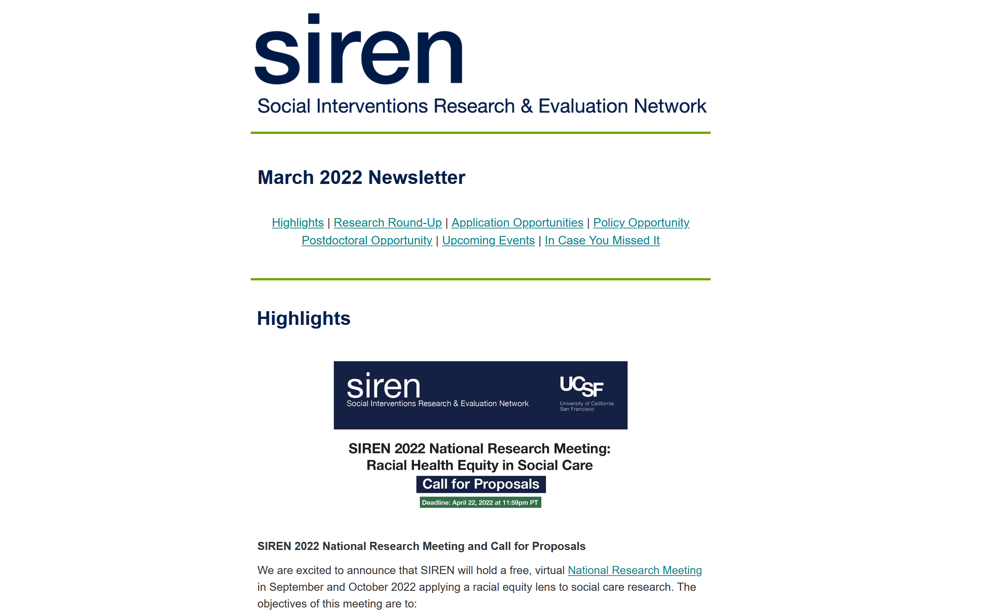 siren
Social Interventions Research & Evaluation Network
March 2022 Newsletter
Highlights | Research Round-Up | Application Opportunities | Policy Opportunity
Postdoctoral Opportunity | Upcoming Events | In Case You Missed It
Highlights
siren
Social Interventions Research & Evaluation Network
UCSF
University of California
San Francisco
SIREN 2022 National Research Meeting:
Racial Health Equity in Social Care
Call for Proposals
Deadline: April 22, 2022 at 11:59pm PT
SIREN 2022 National Research Meeting and Call for Proposals
We are excited to announce that SIREN will hold a free, virtual National Research Meeting
in September and October 2022 applying a racial equity lens to social care research. The
objectives of this meeting are to: